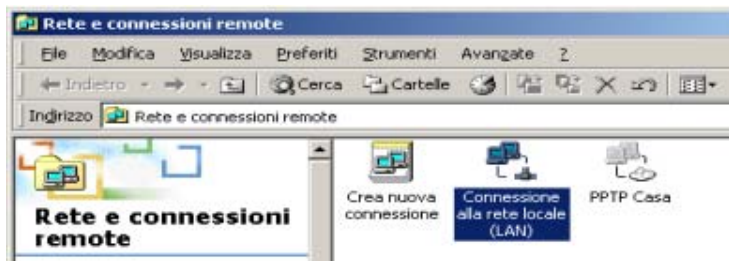 Rete e connessioni remote
File Modifica Visualizza Preferiti Strumenti Avanzate ?
Indietro Cerca Cartelle
Indirizzo Rete e connessioni remote
Rete e connessioni
remote
Crea nuova
connessione
Connessione
alla rete locale
(LAN)
PPTP Casa